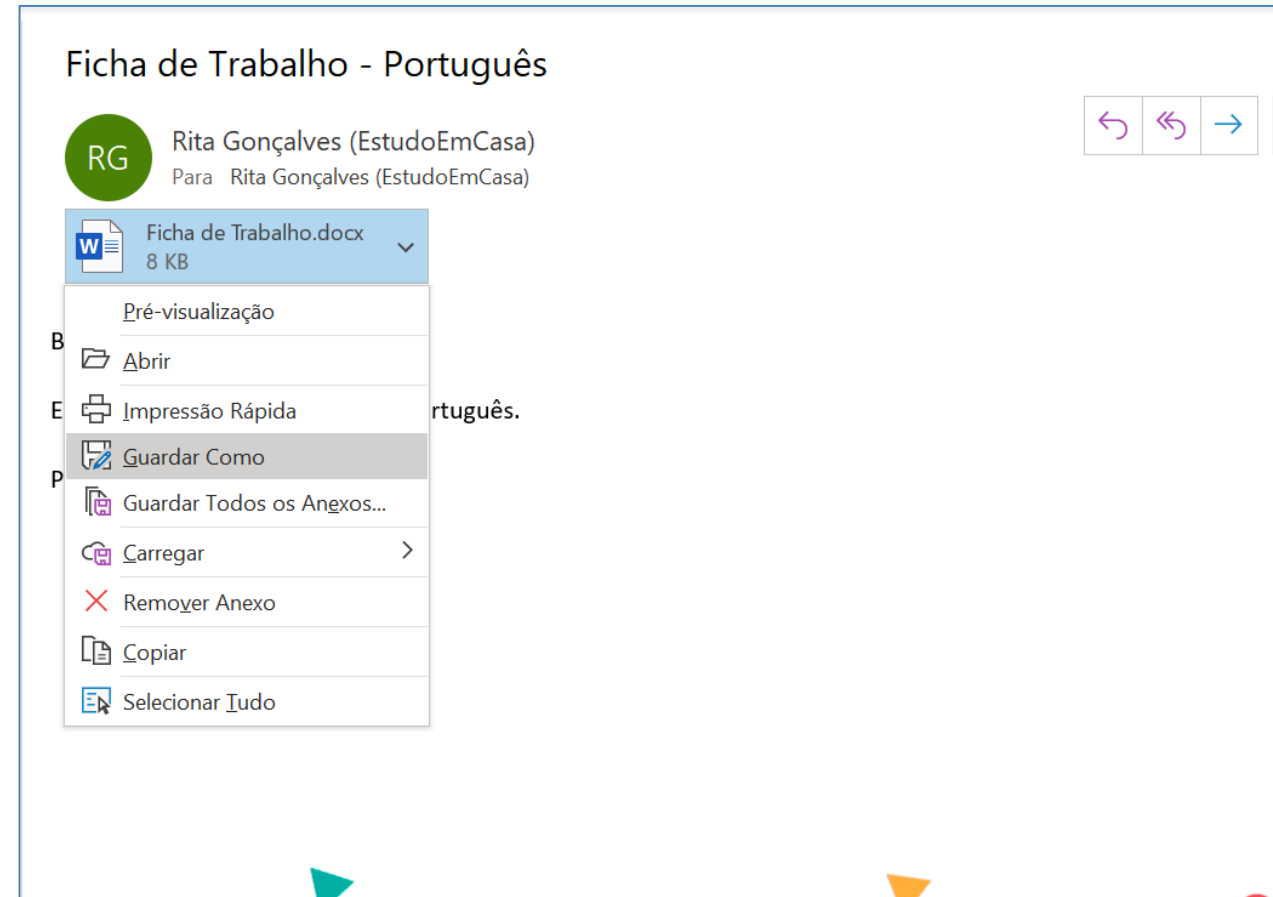 Ficha de Trabalho - Português
RG
Rita Gonçalves (EstudoEmCasa)
Para Rita Gonçalves (EstudoEmCasa)
W
Ficha de Trabalho.docx
8 KB
Pré-visualização
B
Abrir
E
Impressão Rápida
rtuguês.
Guardar Como
P
Guardar Todos os Anexos...
Carregar
Remover Anexo
Copiar
Selecionar Tudo